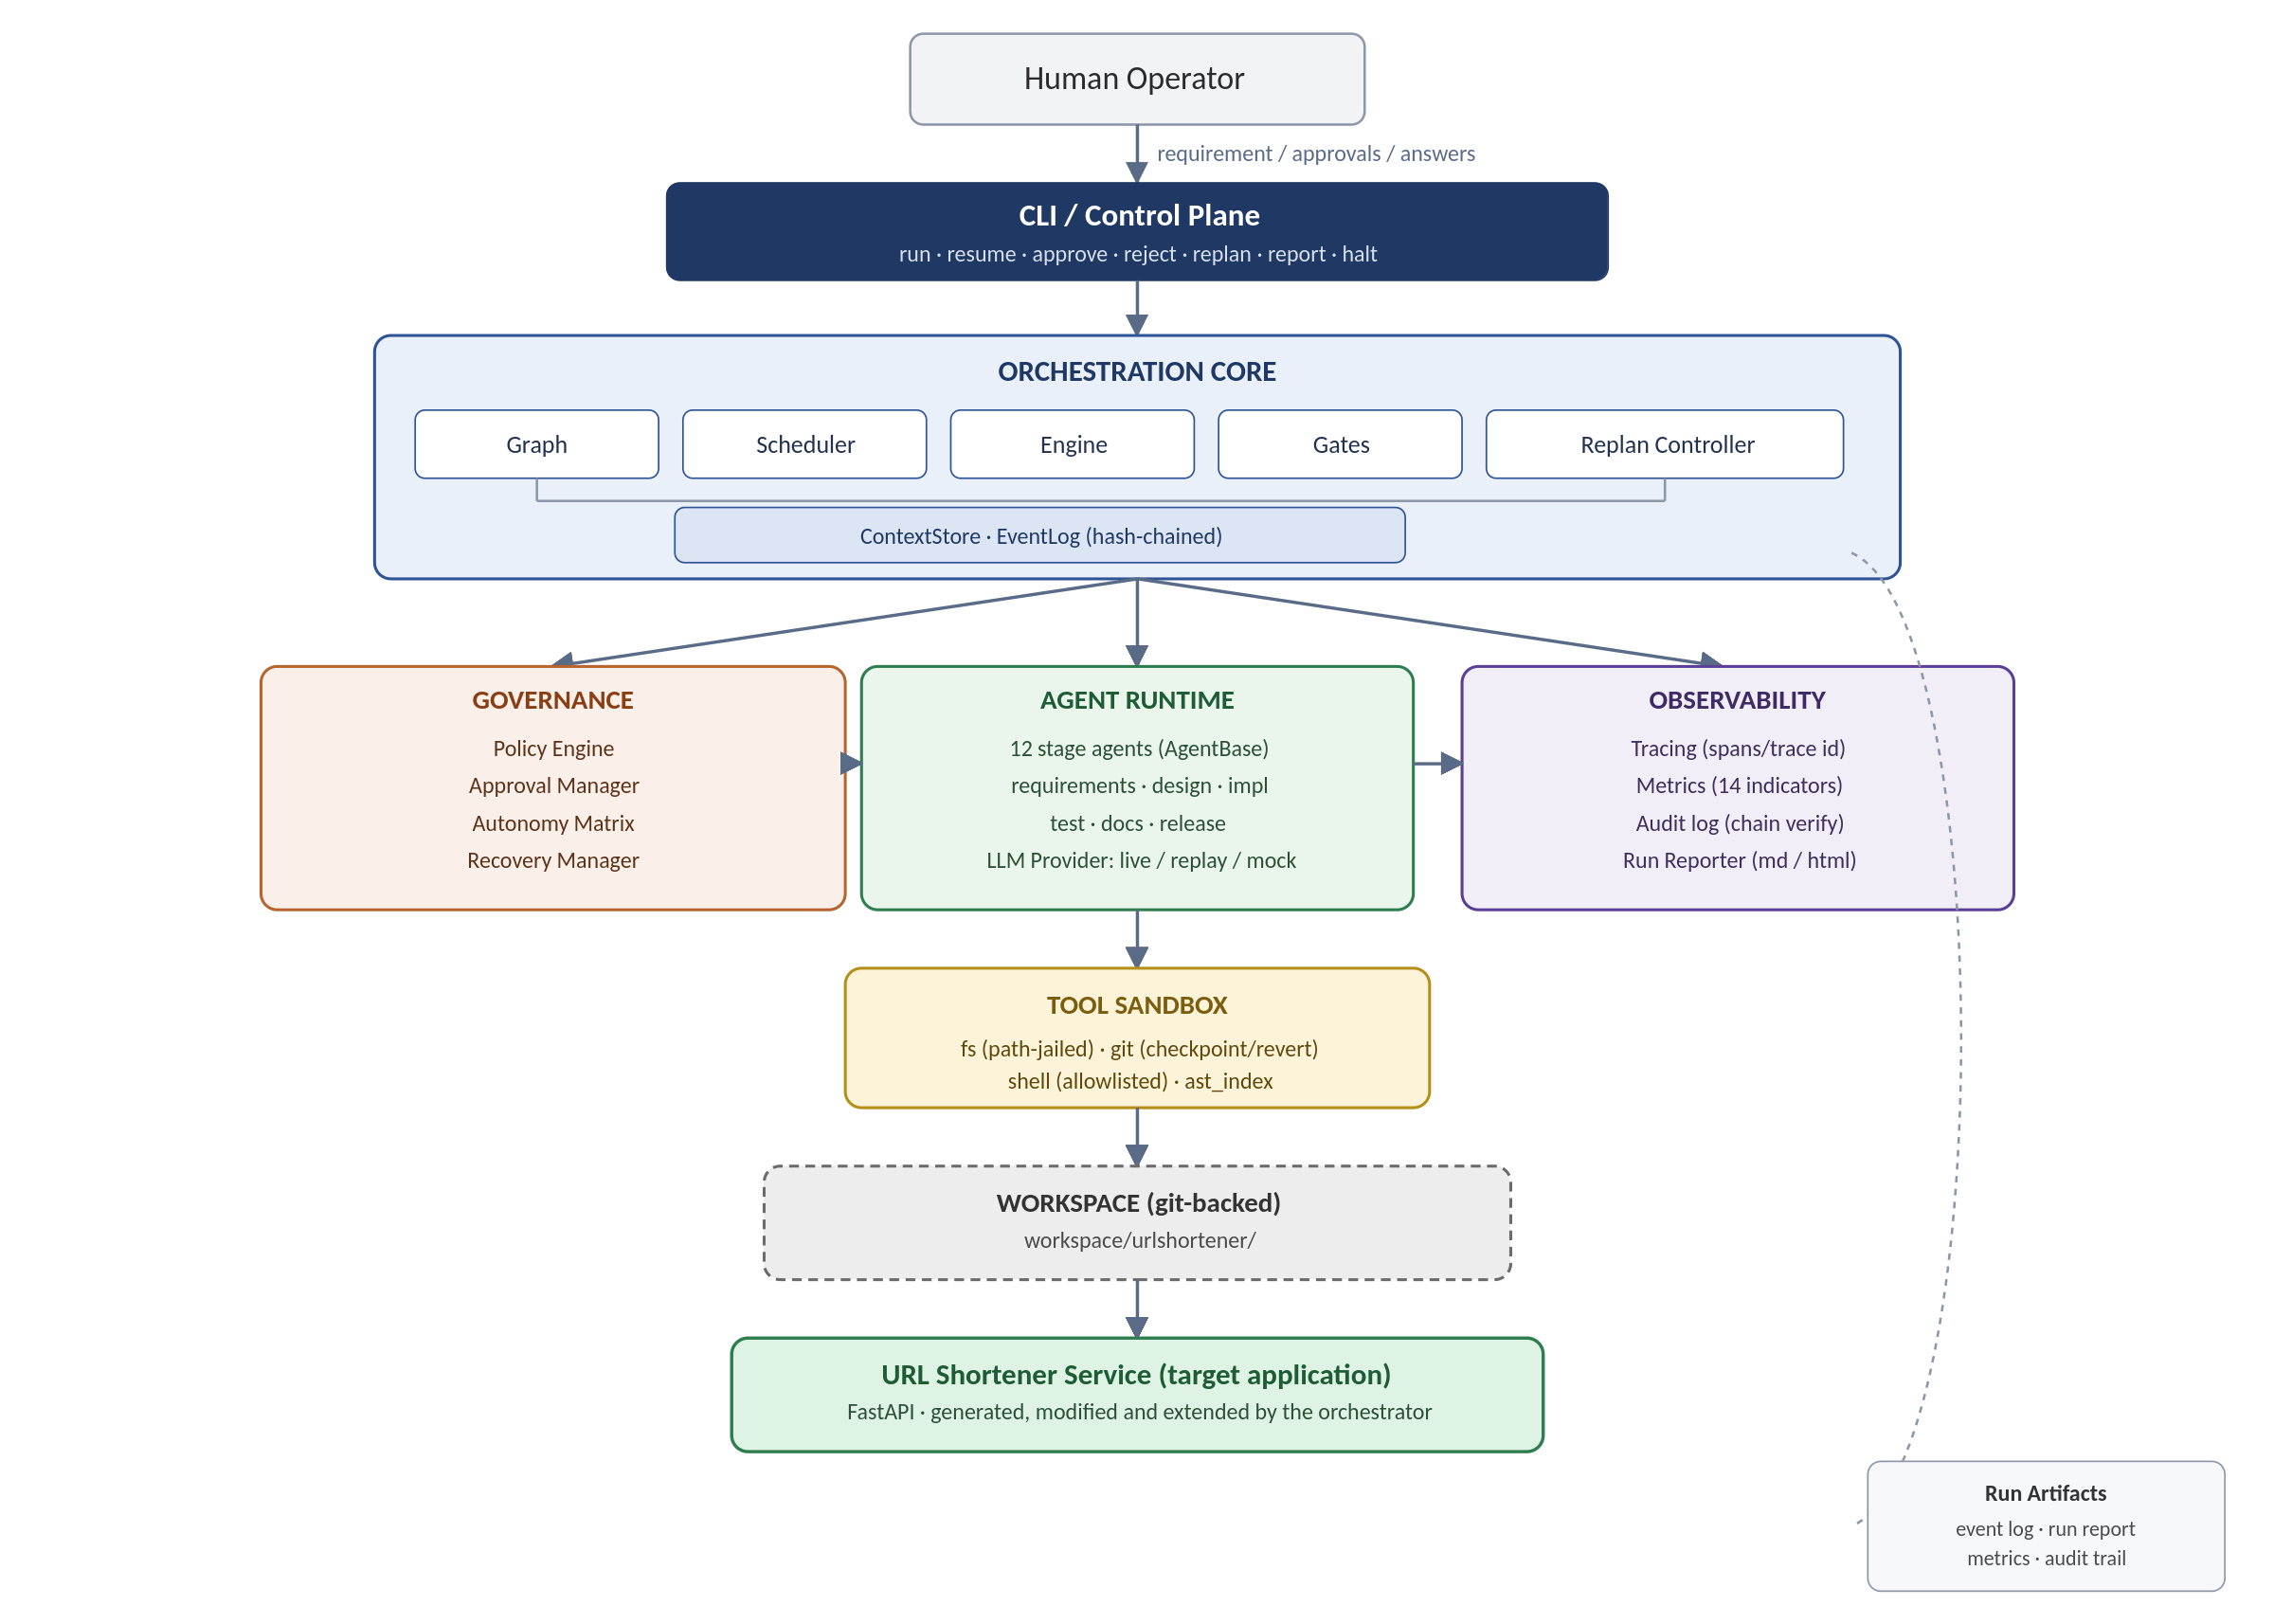 Human Operator
requirement / approvals / answers
CLI / Control Plane
run · resume · approve · reject · replan · report · halt
ORCHESTRATION CORE
Graph
Scheduler
Engine
Gates
Replan Controller
ContextStore · EventLog (hash-chained)
GOVERNANCE
Policy Engine
Approval Manager
Autonomy Matrix
Recovery Manager
AGENT RUNTIME
12 stage agents (AgentBase)
requirements · design · impl
test · docs · release
LLM Provider: live / replay / mock
OBSERVABILITY
Tracing (spans/trace id)
Metrics (14 indicators)
Audit log (chain verify)
Run Reporter (md / html)
TOOL SANDBOX
fs (path-jailed) · git (checkpoint/revert)
shell (allowlisted) · ast_index
WORKSPACE (git-backed)
workspace/urlshortener/
URL Shortener Service (target application)
FastAPI · generated, modified and extended by the orchestrator
Run Artifacts
event log · run report
metrics · audit trail